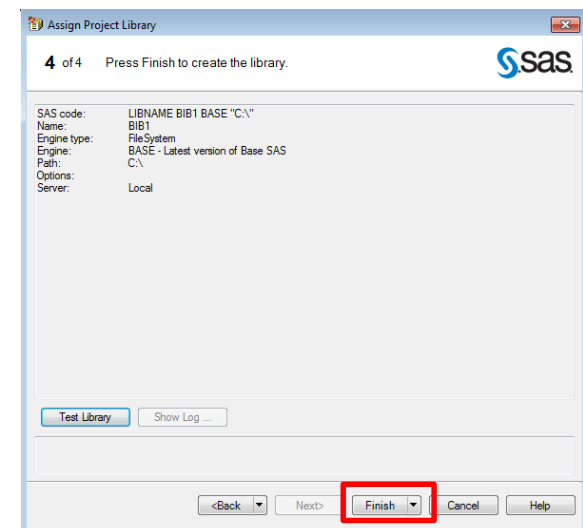 Assign Project Library
4 of 4 Press Finish to create the library.
sas
SAS code: LIBNAME BIB1 BASE "C:\"
Name: BIB1
Engine type: FileSystem
Engine: BASE - Latest version of Base SAS
Path: C:\
Options:
Server: Local
Test Library Show Log ...
<Back Next> Finish Cancel Help